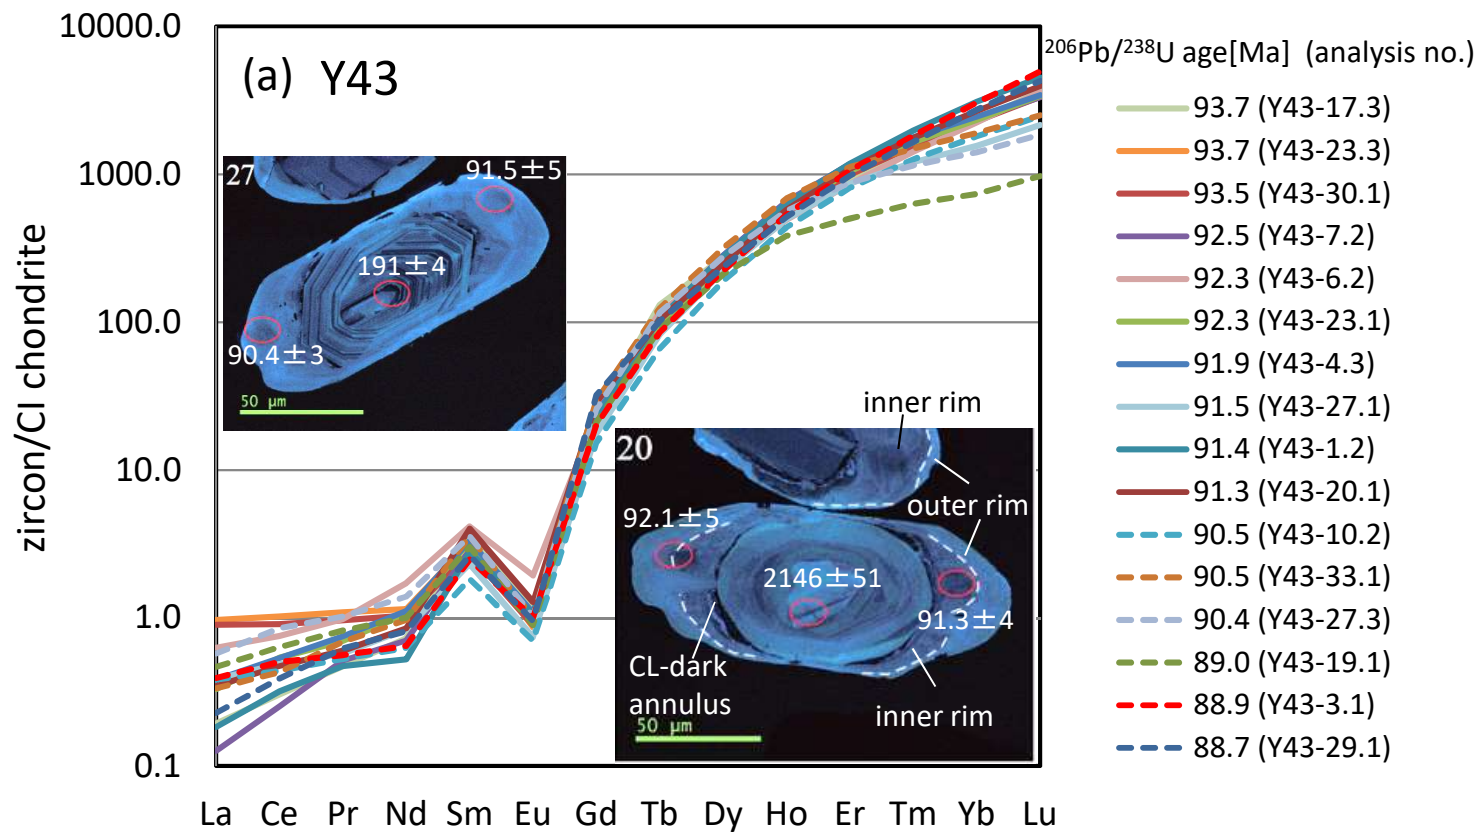 10000.0
1000.0
100.0
10.0
1.0
0.1
zircon/CI chondrite
(a) Y43
27
91.5±5
191±4
90.4±3
50 μm
20
inner rim
outer rim
92.1±5
2146±51
91.3±4
CL-dark
annulus
inner rim
50 μm
La Ce Pr Nd Sm Eu Gd Tb Dy Ho Er Tm Yb Lu
²⁰⁶Pb/²³⁸U age[Ma] (analysis no.)
93.7 (Y43-17.3)
93.7 (Y43-23.3)
93.5 (Y43-30.1)
92.5 (Y43-7.2)
92.3 (Y43-6.2)
92.3 (Y43-23.1)
91.9 (Y43-4.3)
91.5 (Y43-27.1)
91.4 (Y43-1.2)
91.3 (Y43-20.1)
90.5 (Y43-10.2)
90.5 (Y43-33.1)
90.4 (Y43-27.3)
89.0 (Y43-19.1)
88.9 (Y43-3.1)
88.7 (Y43-29.1)